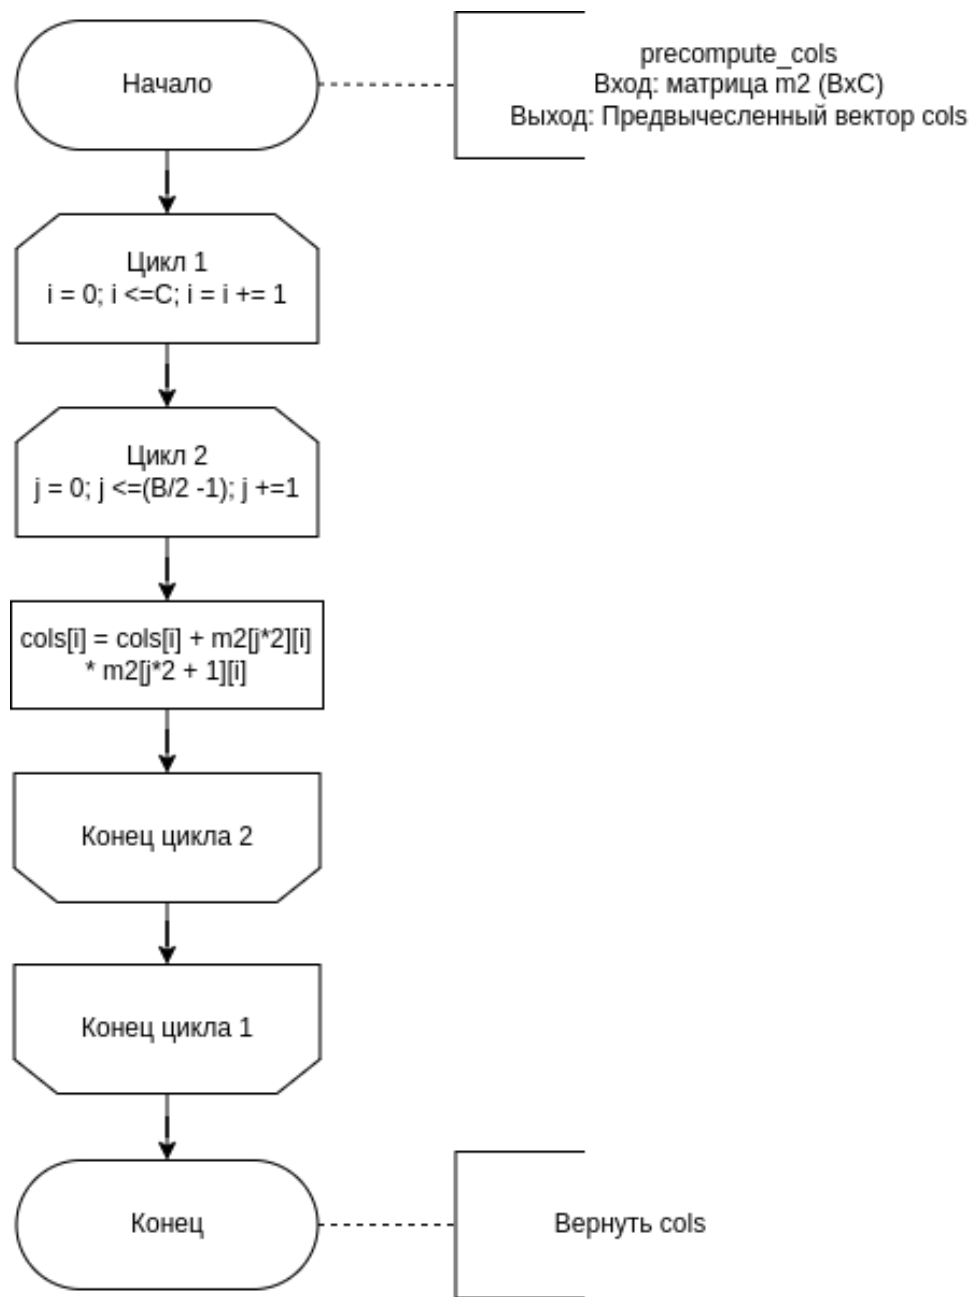 Начало
precompute_cols
Вход: матрица m2 (BxC)
Выход: Предвычесленный вектор cols
Цикл 1
i = 0; i <=C; i = i += 1
Цикл 2
j = 0; j <=(B/2 -1); j +=1
cols[i] = cols[i] + m2[j*2][i]
* m2[j*2 + 1][i]
Конец цикла 2
Конец цикла 1
Конец
Вернуть cols